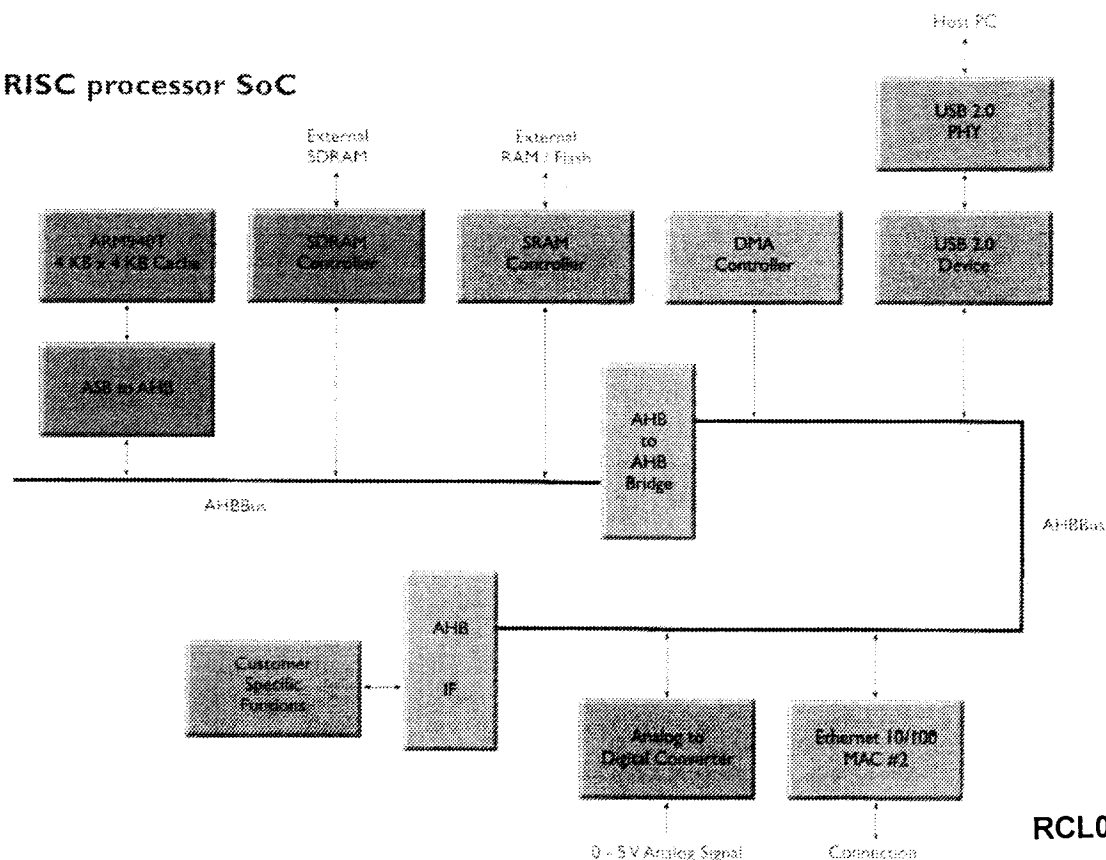 Host PC
RISC processor SoC
USB 2.0
PHY
External
SDRAM
External
RAM / Flash
ARM940T
4 KB x 4 KB Cache
SDRAM
Controller
SRAM
Controller
DMA
Controller
USB 2.0
Device
ASB to AHB
AHB
to
AHB
Bridge
AHBBus
AHBBus
AHB
IF
Customer
Specific
Funtions
Analog to
Digital Converter
Ethernet 10/100
MAC #2
RCL0
0 - 5 V Analog Signal
Connection